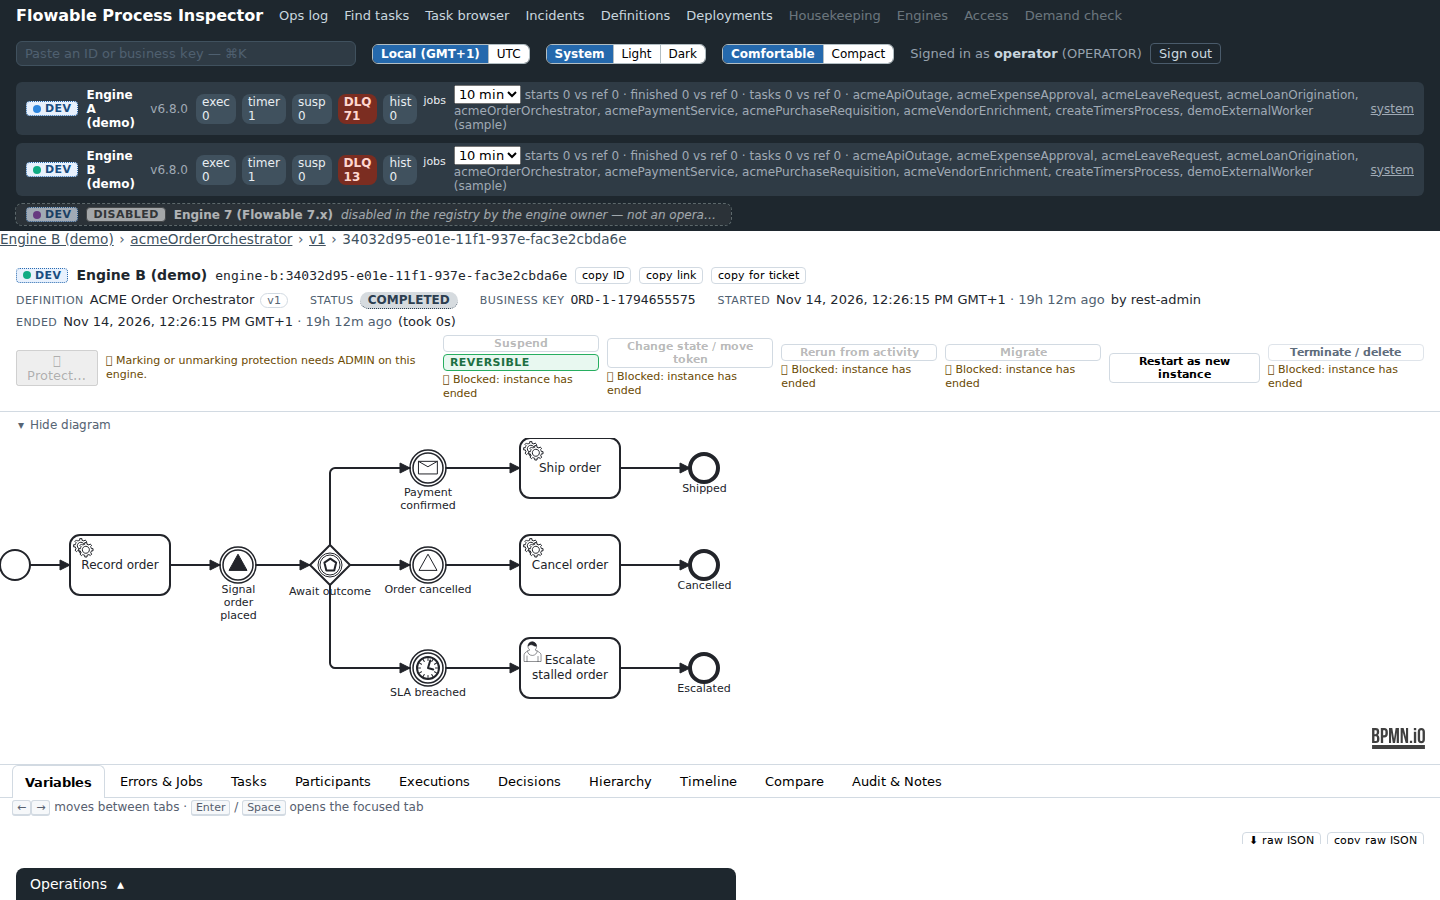 Flowable Process Inspector Ops log Find tasks Task browser Incidents Definitions Deployments Housekeeping Engines Access Demand check
Paste an ID or business key — ⌘K Local (GMT+1) UTC System Light Dark Comfortable Compact Signed in as operator (OPERATOR) Sign out
DEV Engine A (demo) v6.8.0 exec 0 timer 1 susp 0 DLQ 71 hist 0 jobs 10 min starts 0 vs ref 0 · finished 0 vs ref 0 · tasks 0 vs ref 0 · acmeApiOutage, acmeExpenseApproval, acmeLeaveRequest, acmeLoanOrigination,
acmeOrderOrchestrator, acmePaymentService, acmePurchaseRequisition, acmeVendorEnrichment, createTimersProcess, demoExternalWorker
(sample)
system
DEV Engine B (demo) v6.8.0 exec 0 timer 1 susp 0 DLQ 13 hist 0 jobs 10 min starts 0 vs ref 0 · finished 0 vs ref 0 · tasks 0 vs ref 0 · acmeApiOutage, acmeExpenseApproval, acmeLeaveRequest, acmeLoanOrigination,
acmeOrderOrchestrator, acmePaymentService, acmePurchaseRequisition, acmeVendorEnrichment, createTimersProcess, demoExternalWorker
(sample)
system
DEV DISABLED Engine 7 (Flowable 7.x) disabled in the registry by the engine owner — not an opera…
Engine B (demo) › acmeOrderOrchestrator › v1 › 34032d95-e01e-11f1-937e-fac3e2cbda6e
DEV Engine B (demo) engine-b:34032d95-e01e-11f1-937e-fac3e2cbda6e copy ID copy link copy for ticket
DEFINITION ACME Order Orchestrator v1 STATUS COMPLETED BUSINESS KEY ORD-1-1794655575 STARTED Nov 14, 2026, 12:26:15 PM GMT+1 · 19h 12m ago by rest-admin
ENDED Nov 14, 2026, 12:26:15 PM GMT+1 · 19h 12m ago (took 0s)
Protect…
Marking or unmarking protection needs ADMIN on this
engine.
Suspend
REVERSIBLE
Blocked: instance has
ended
Change state / move
token
Blocked: instance has
ended
Rerun from activity
Blocked: instance has
ended
Migrate
Blocked: instance has
ended
Restart as new
instance
Terminate / delete
Blocked: instance has
ended
▾ Hide diagram
Payment
confirmed
Ship order
Shipped
Record order
Signal
order
placed
Await outcome
Order cancelled
Cancel order
Cancelled
SLA breached
Escalate
stalled order
Escalated
BPMN.iO
Variables Errors & Jobs Tasks Participants Executions Decisions Hierarchy Timeline Compare Audit & Notes
← → moves between tabs · Enter / Space opens the focused tab
⬇ raw JSON copy raw JSON
Operations ▲